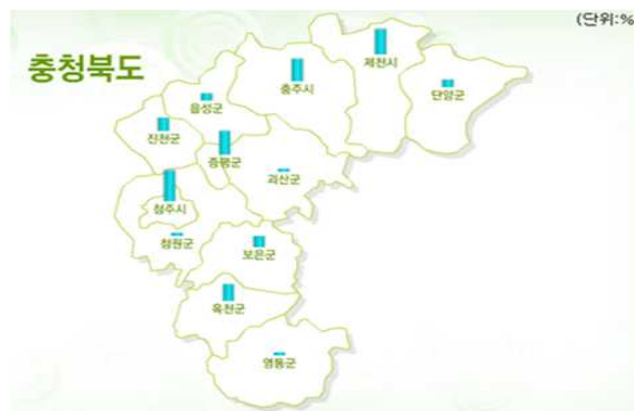 (단위:%
충청북도
제천시
충주시
단양군
음성군
진천군
증평군
괴산군
청주시
청원군
보은군
옥천군
영동군